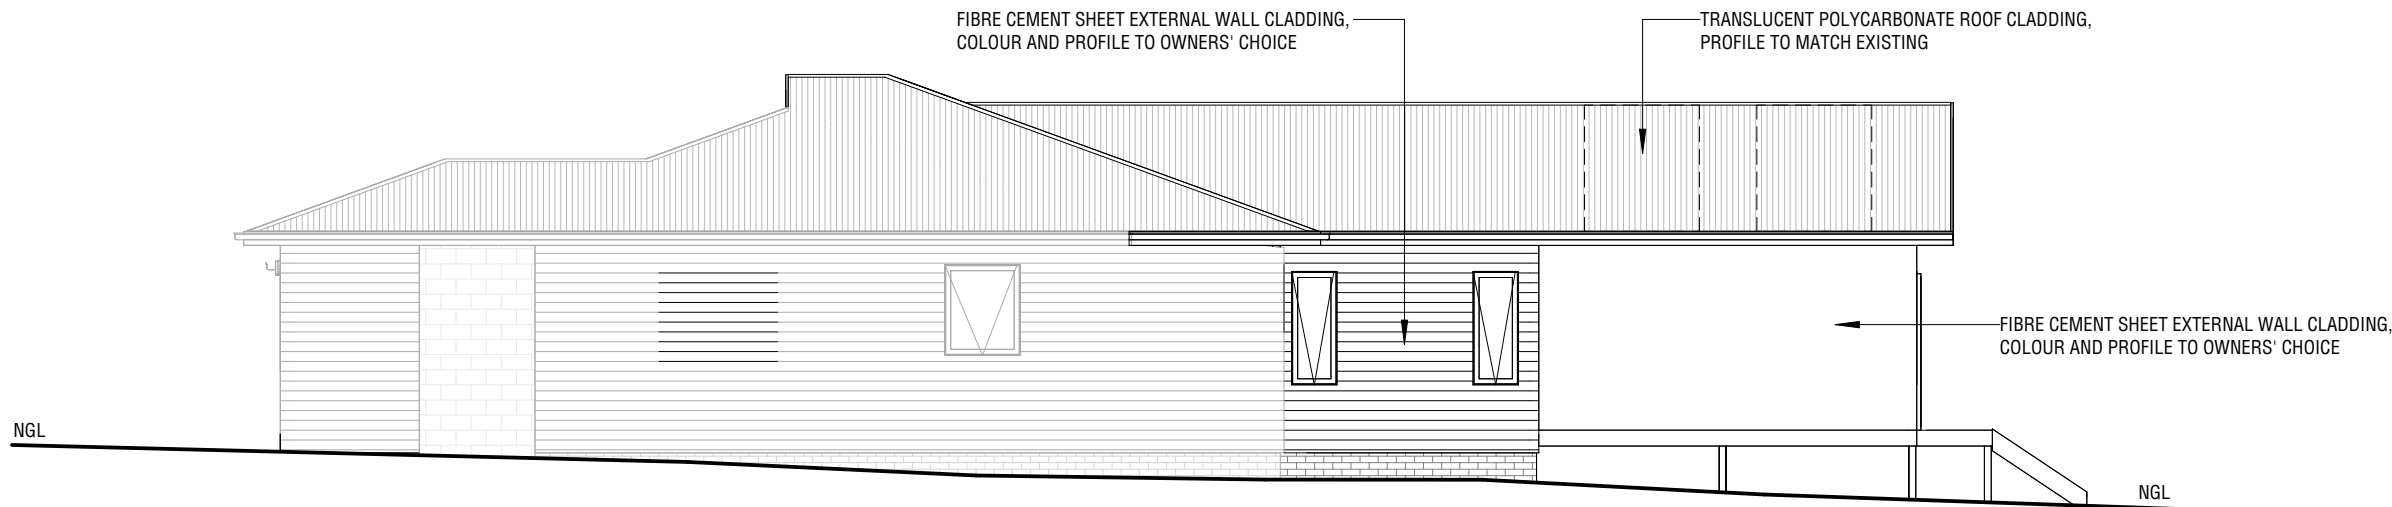 FIBRE CEMENT SHEET EXTERNAL WALL CLADDING,
COLOUR AND PROFILE TO OWNERS' CHOICE
TRANSLUCENT POLYCARBONATE ROOF CLADDING,
PROFILE TO MATCH EXISTING
FIBRE CEMENT SHEET EXTERNAL WALL CLADDING,
COLOUR AND PROFILE TO OWNERS' CHOICE
NGL
NGL